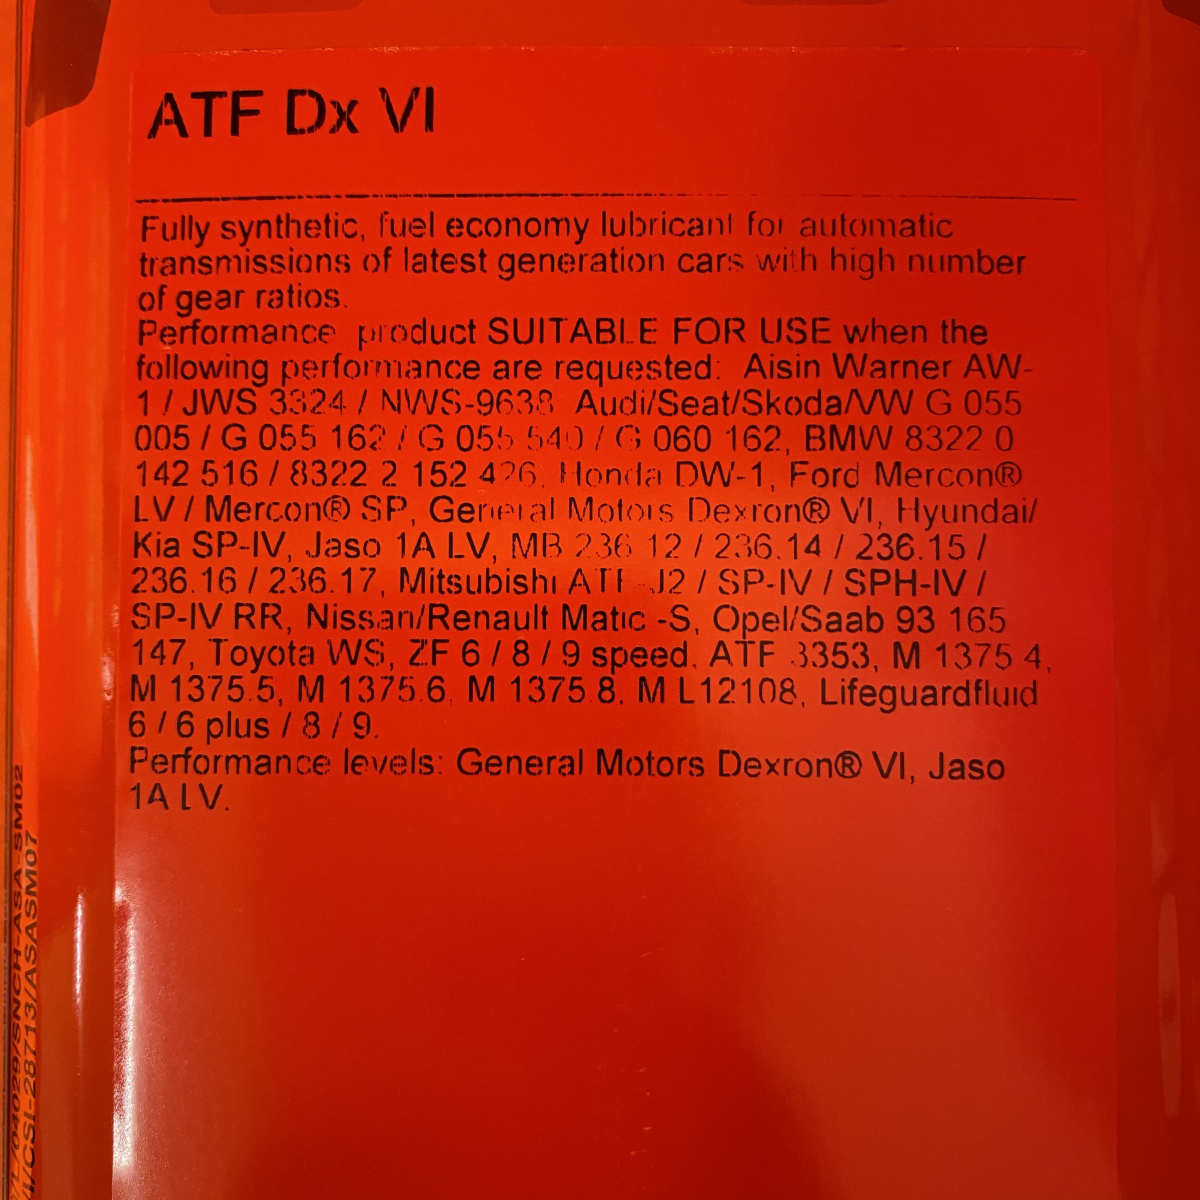 ATF Dx VI
Fully synthetic, fuel economy lubricant for automatic
transmissions of latest generation cars with high number
of gear ratios.
Performance product SUITABLE FOR USE when the
following performance are requested: Aisin Warner AW-
1 / JWS 3324 / NWS-9638 Audi/Seat/Skoda/VW G 055
005 / G 055 162 / G 055 540 / G 060 162, BMW 8322 0
142 516 / 8322 2 152 426, Honda DW-1, Ford Mercon®
LV / Mercon® SP, General Motors Dexron® VI, Hyundai/
Kia SP-IV, Jaso 1A LV, MB 236 12 / 236.14 / 236.15 /
236.16 / 236.17, Mitsubishi ATF-J2 / SP-IV / SPH-IV /
SP-IV RR, Nissan/Renault Matic -S, Opel/Saab 93 165
147, Toyota WS, ZF 6 / 8 / 9 speed, ATF 3353, M 1375 4,
M 1375.5, M 1375.6, M 1375 8, M L12108, Lifeguardfluid
6 / 6 plus / 8 / 9.
Performance levels: General Motors Dexron® VI, Jaso
1A LV.
/L/04029/SNCH-ASA-SM02
/CSI-28713/ASASM07